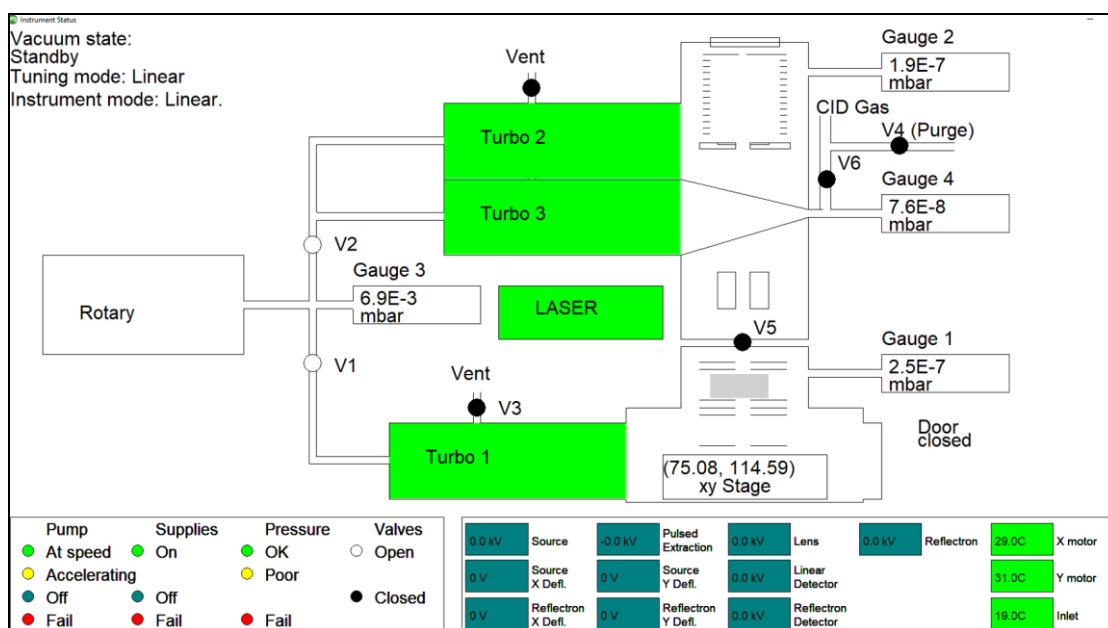 Instrument Status
Vacuum state:
Standby
Tuning mode: Linear
Instrument mode: Linear.
Vent
Gauge 2
1.9E-7
mbar
CID Gas
V4 (Purge)
Turbo 2
V6
Gauge 4
7.6E-8
mbar
Turbo 3
V2
Gauge 3
6.9E-3
mbar
Rotary
LASER
V5
Gauge 1
2.5E-7
mbar
V1
Vent
V3
Door
closed
Turbo 1
(75.08, 114.59)
xy Stage
Pump Supplies Pressure Valves
At speed On OK Open
Accelerating Poor
Off Off Closed
Fail Fail Fail
0.0 kV Source -0.0 kV Pulsed Extraction 0.0 kV Lens 0.0 kV Reflectron 29.0C X motor
0 V Source X Defl. 0 V Source Y Defl. 0.0 kV Linear Detector 31.0C Y motor
0 V Reflectron X Defl. 0 V Reflectron Y Defl. 0.0 kV Reflectron Detector 19.0C Inlet